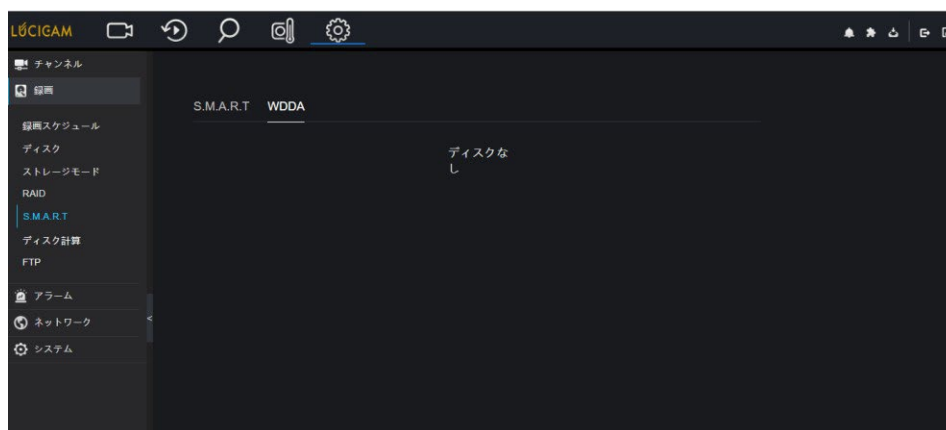 LÚCIGAM
チャンネル
録画
録画スケジュール
ディスク
ストレージモード
RAID
S.M.A.R.T
ディスク計算
FTP
アラーム
ネットワーク
システム
S.M.A.R.T WDDA
ディスクな
し